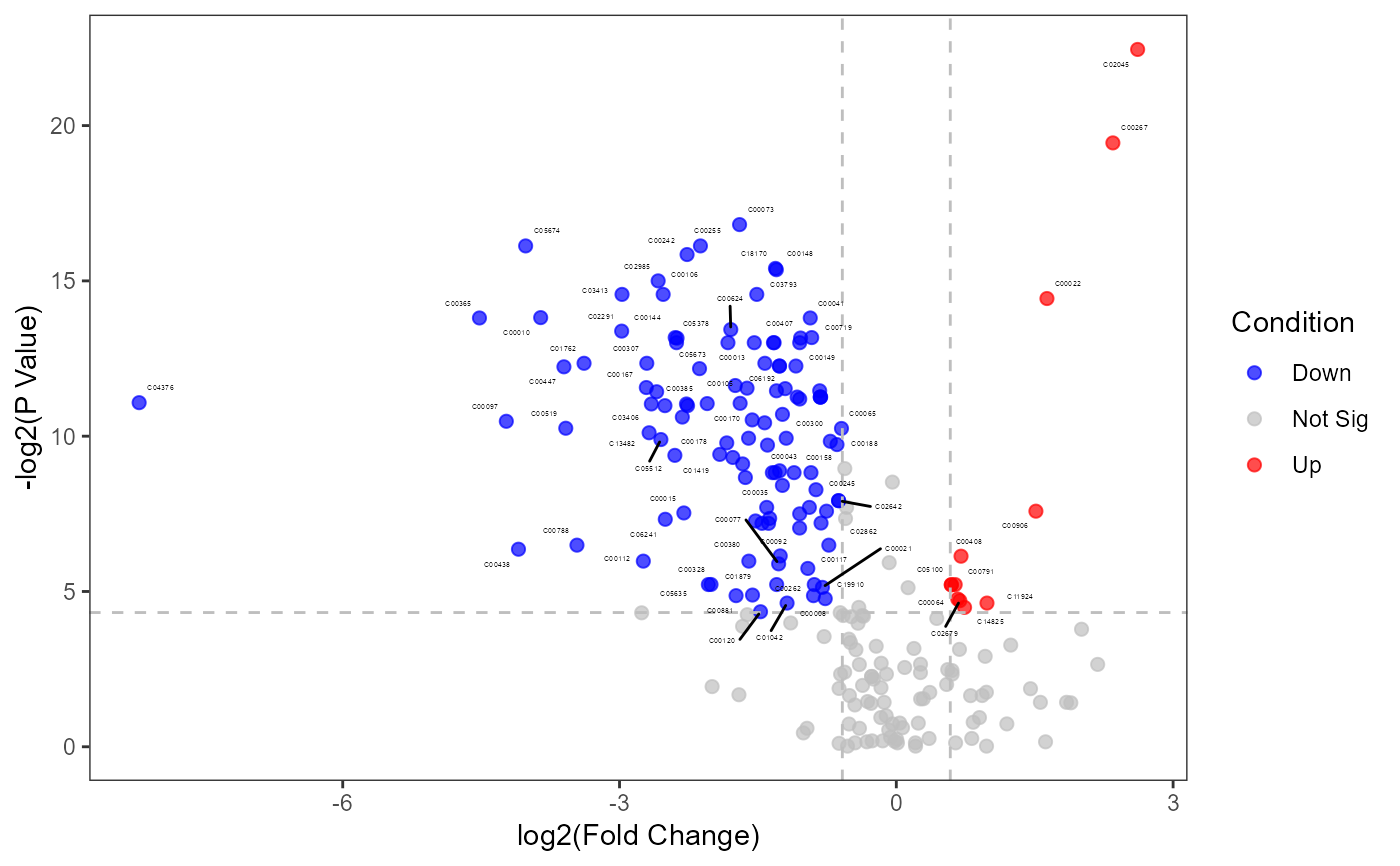 C02045
C00267
C00073
C05674
C00255
C00242
C18170
C00148
C02985
C00106
C03793
C03413
C00022
C00624
C00365
C00041
C02291
C00144
C05378
C00407
C00719
C00010
C01762
C00307
C05673
C00013
C00149
C00167
C00447
C00385
C00105
C06192
C04376
C00097
C00519
C03406
C00170
C00300
C00065
C13482
C00178
C00188
C05512
C01419
C00043
C00158
C00245
C00015
C00035
C02642
C00077
C00906
C06241
C02862
C00788
C00438
C00112
C00380
C00092
C00021
C00408
C00117
C00328
C01879
C05100
C00791
C05635
C00262
C19910
C11924
C00881
C00008
C00064
C14825
C00120
C01042
C02679
20
15
10
5
0
-6
-3
0
3
log2(Fold Change)
-log2(P Value)
Condition
Down
Not Sig
Up